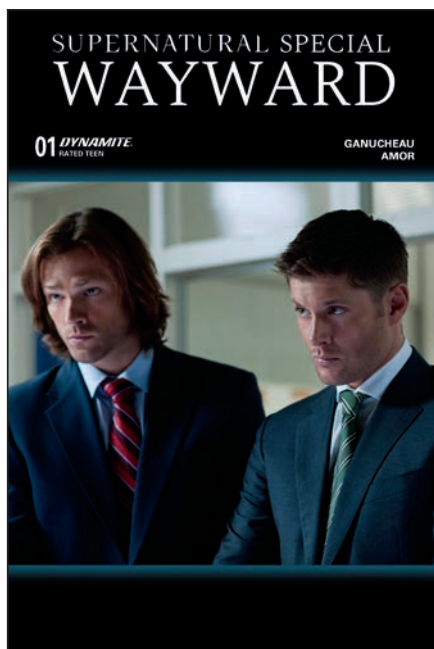 SUPERNATURAL SPECIAL
WAYWARD
01 DYNAMITE.
RATED TEEN
GANUCHEAU
AMOR